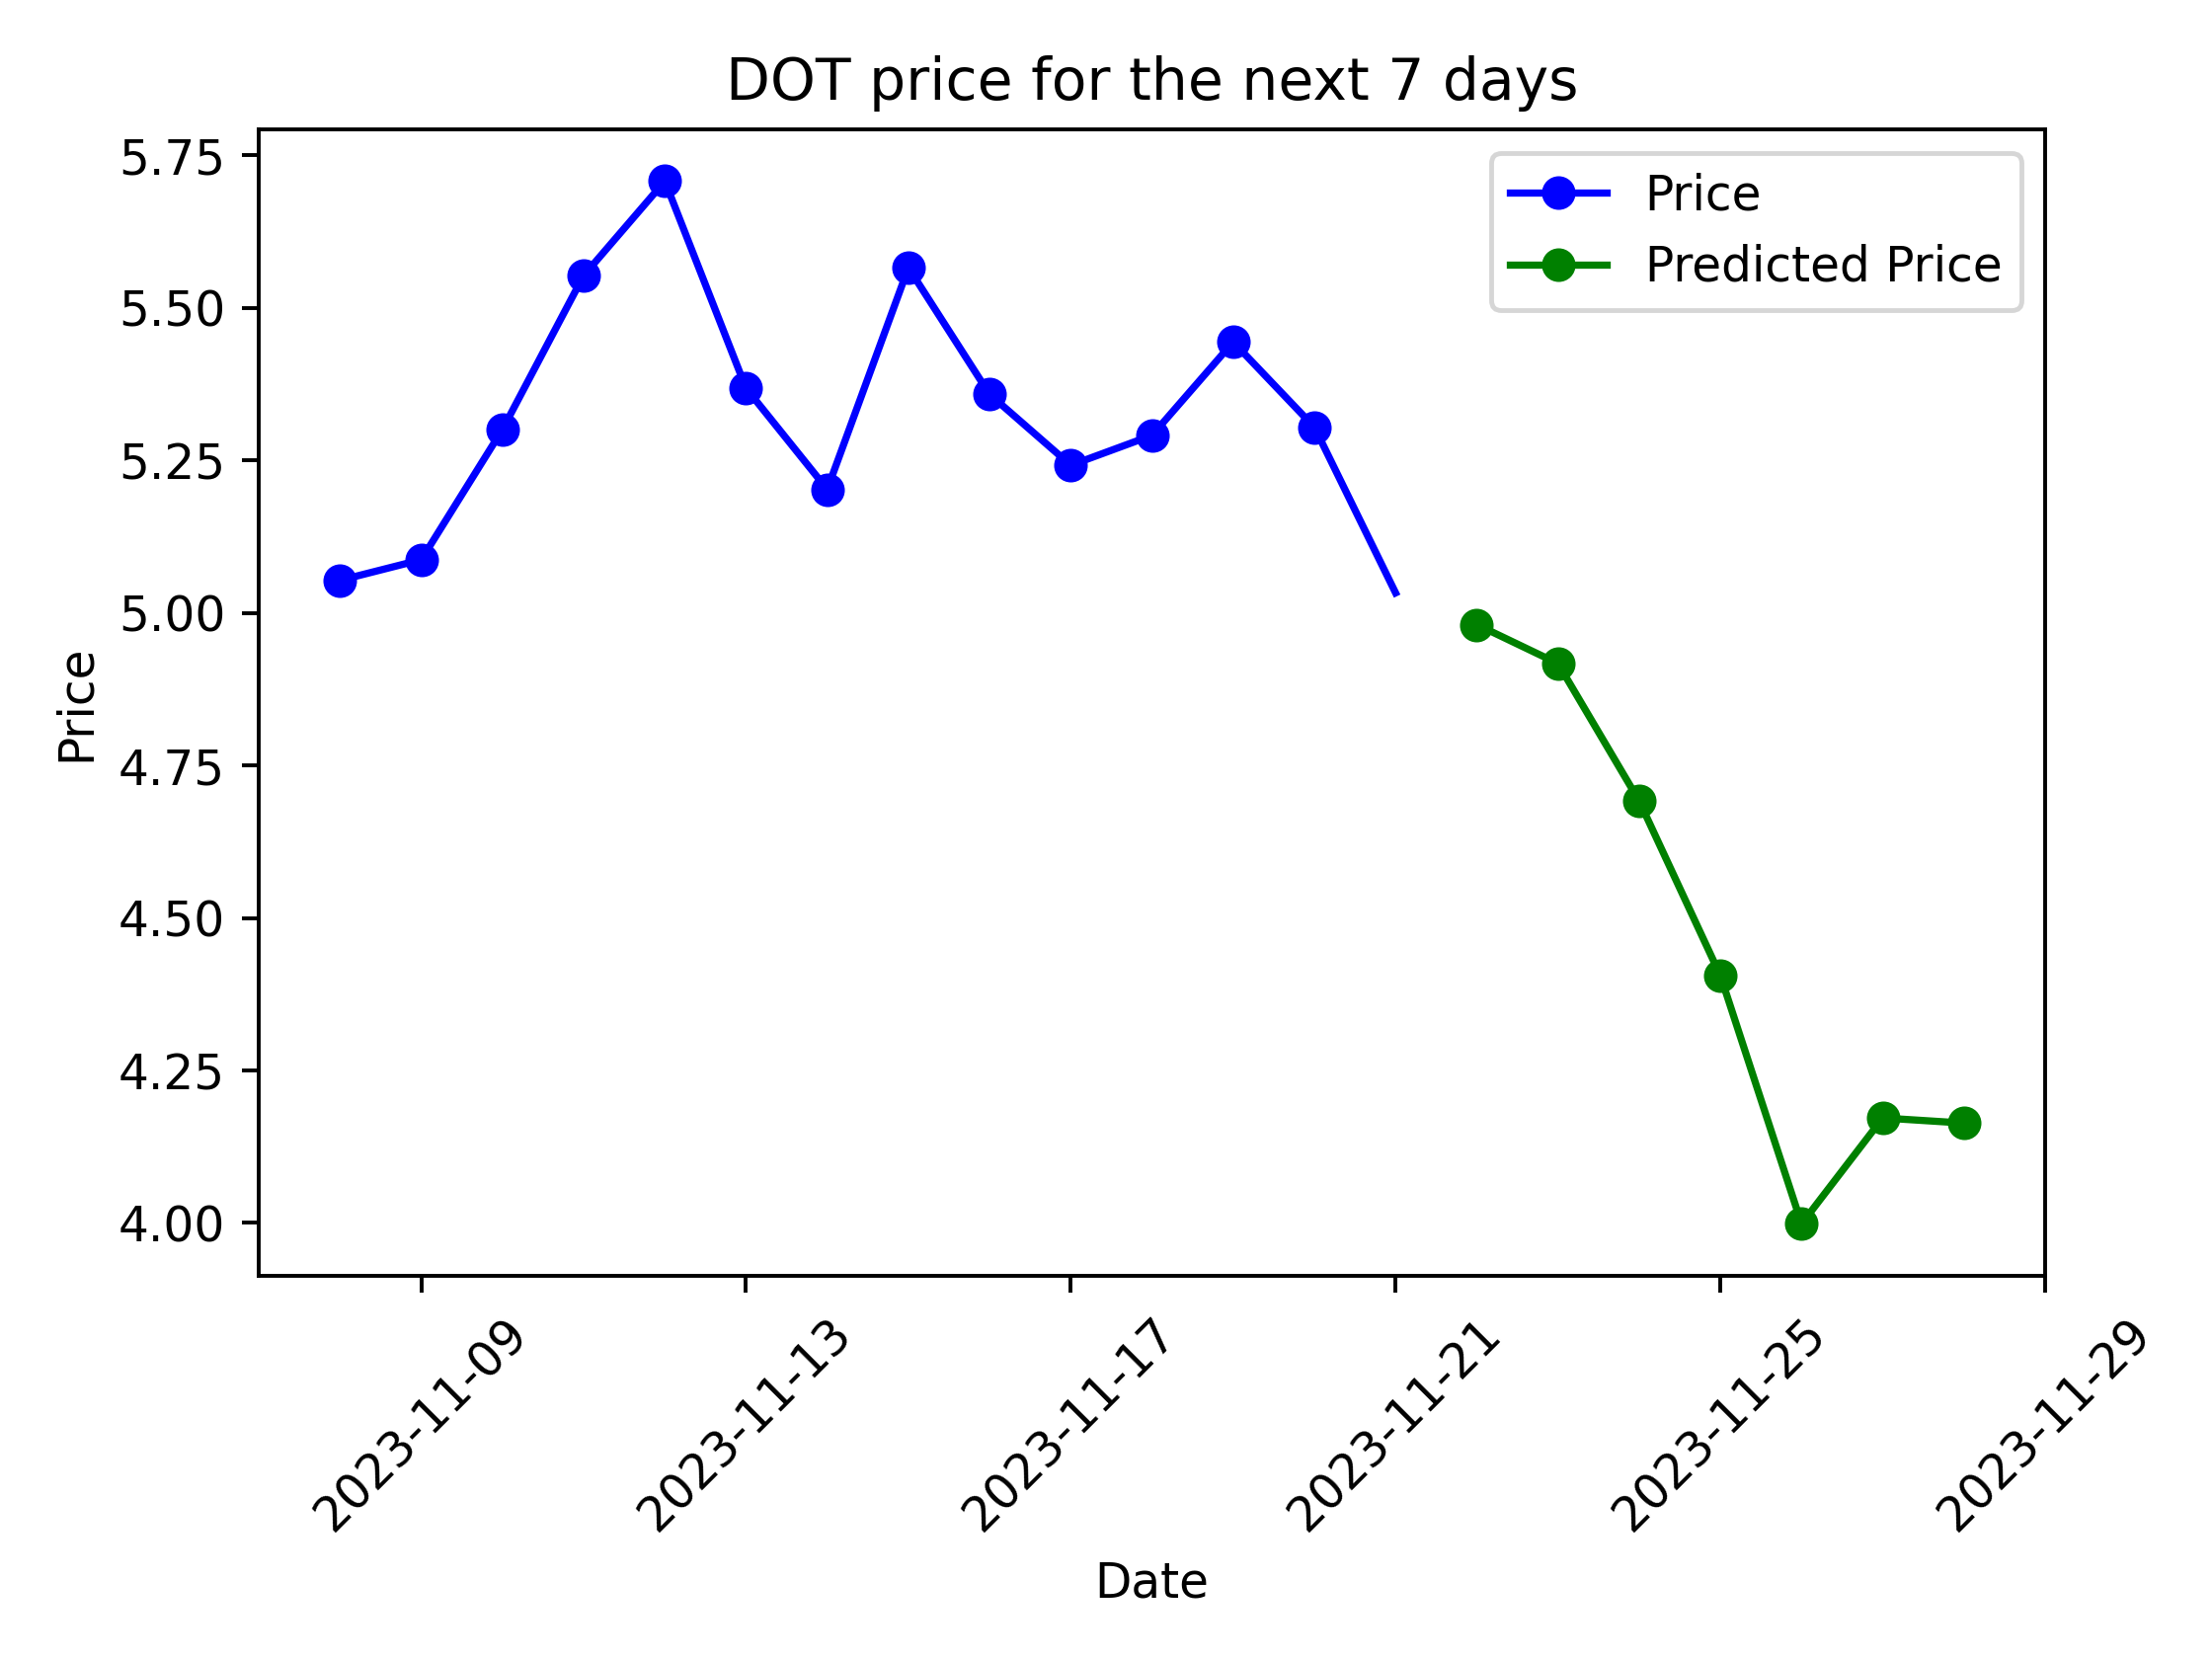 DOT price for the next 7 days
Price
Predicted Price
5.75
5.50
5.25
5.00
4.75
4.50
4.25
4.00
Price
2023-11-09
2023-11-13
2023-11-17
2023-11-21
2023-11-25
2023-11-29
Date